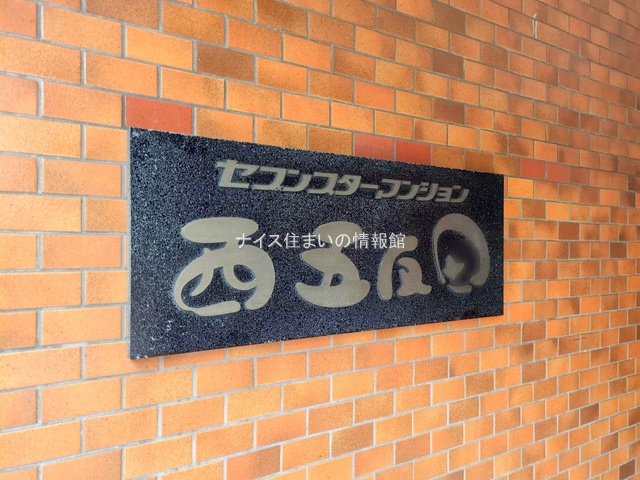 セブンスターマンション
西五反田
ナイス住まいの情報館